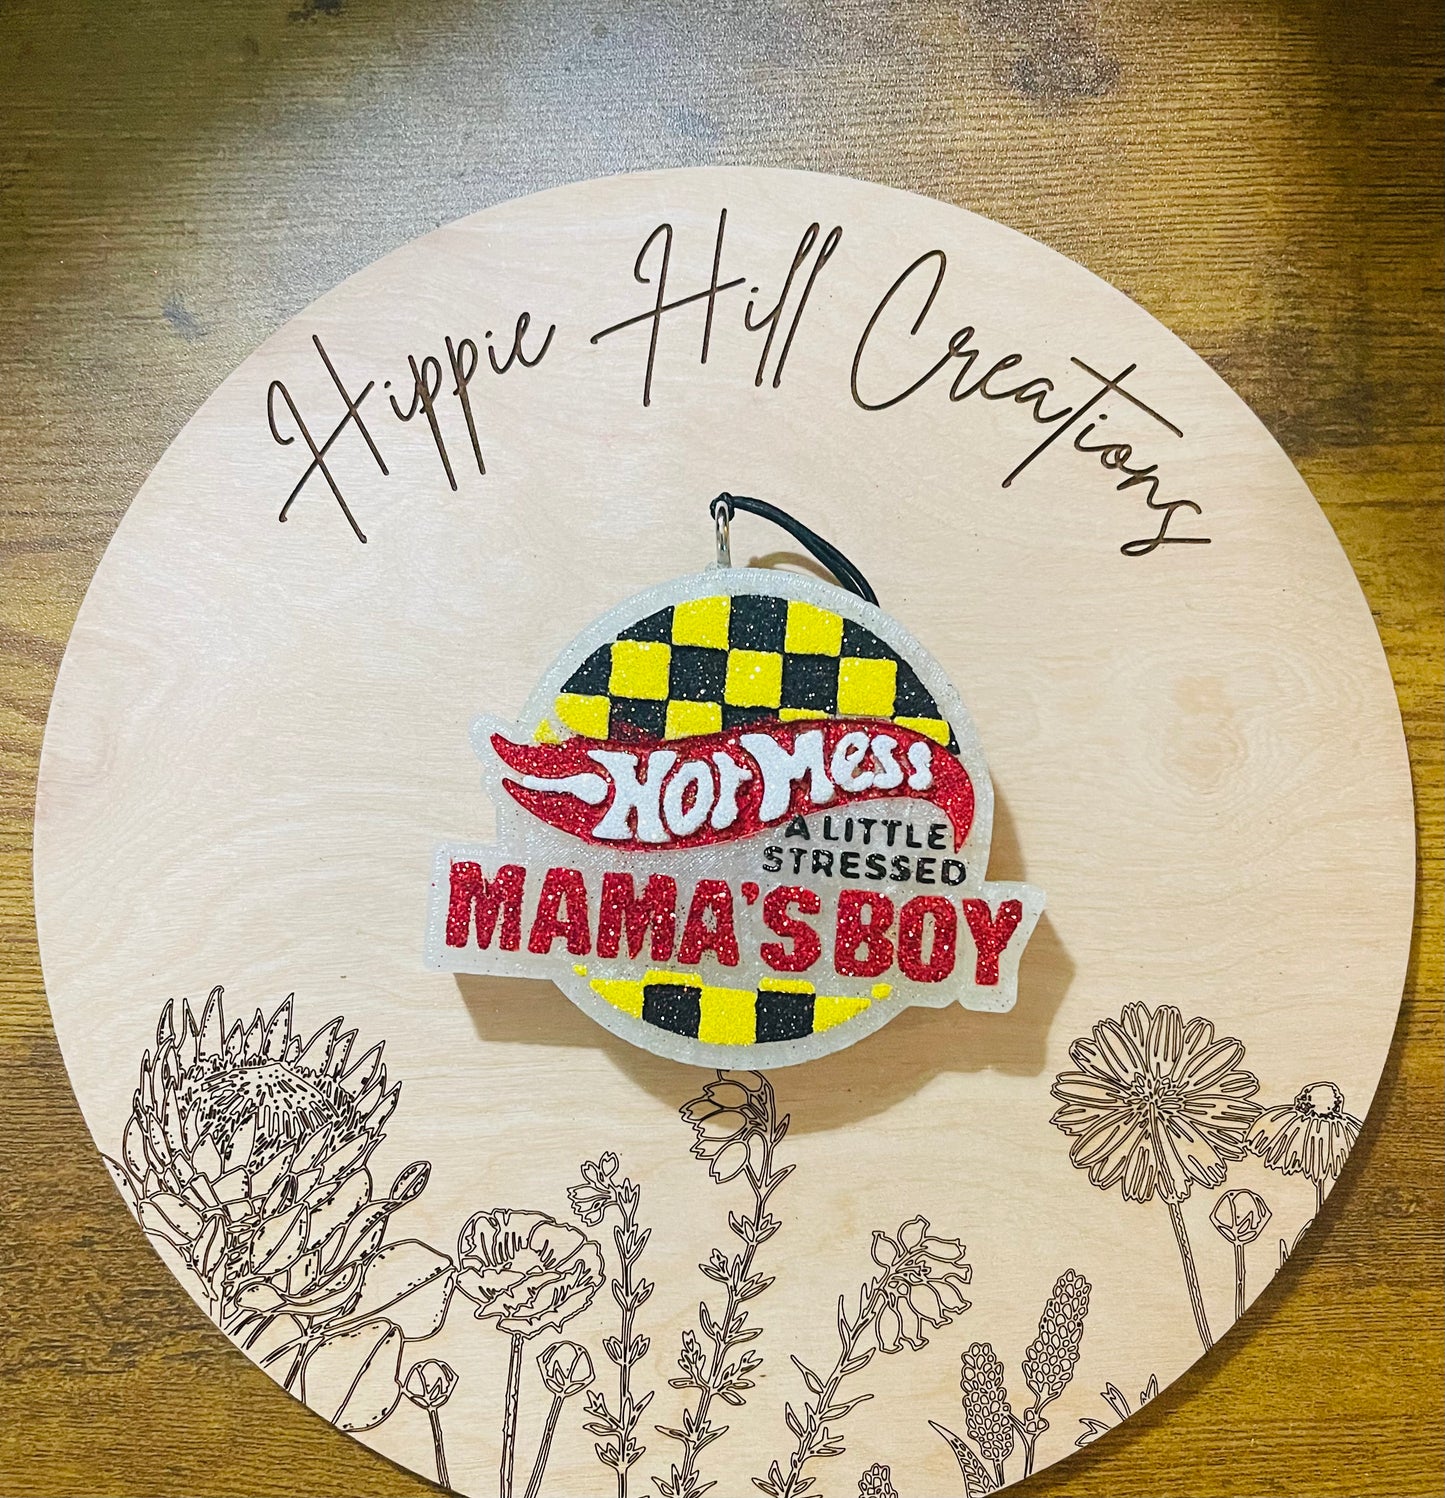 Hippie Hill Creations
HOT MESS
A LITTLE
STRESSED
MAMA'S BOY